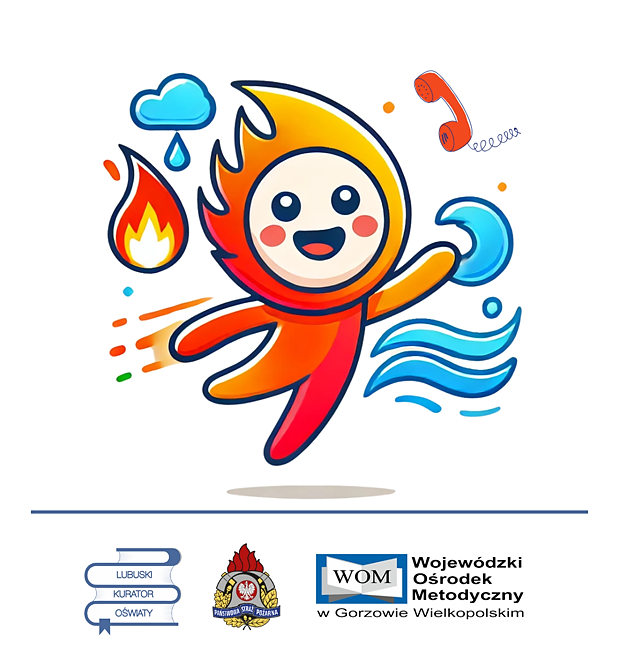 LUBUSKI
KURATOR
OŚWIATY
PAŃSTWOWA STRAŻ POŻARNA
WOM
Wojewódzki
Ośrodek
Metodyczny
w Gorzowie Wielkopolskim